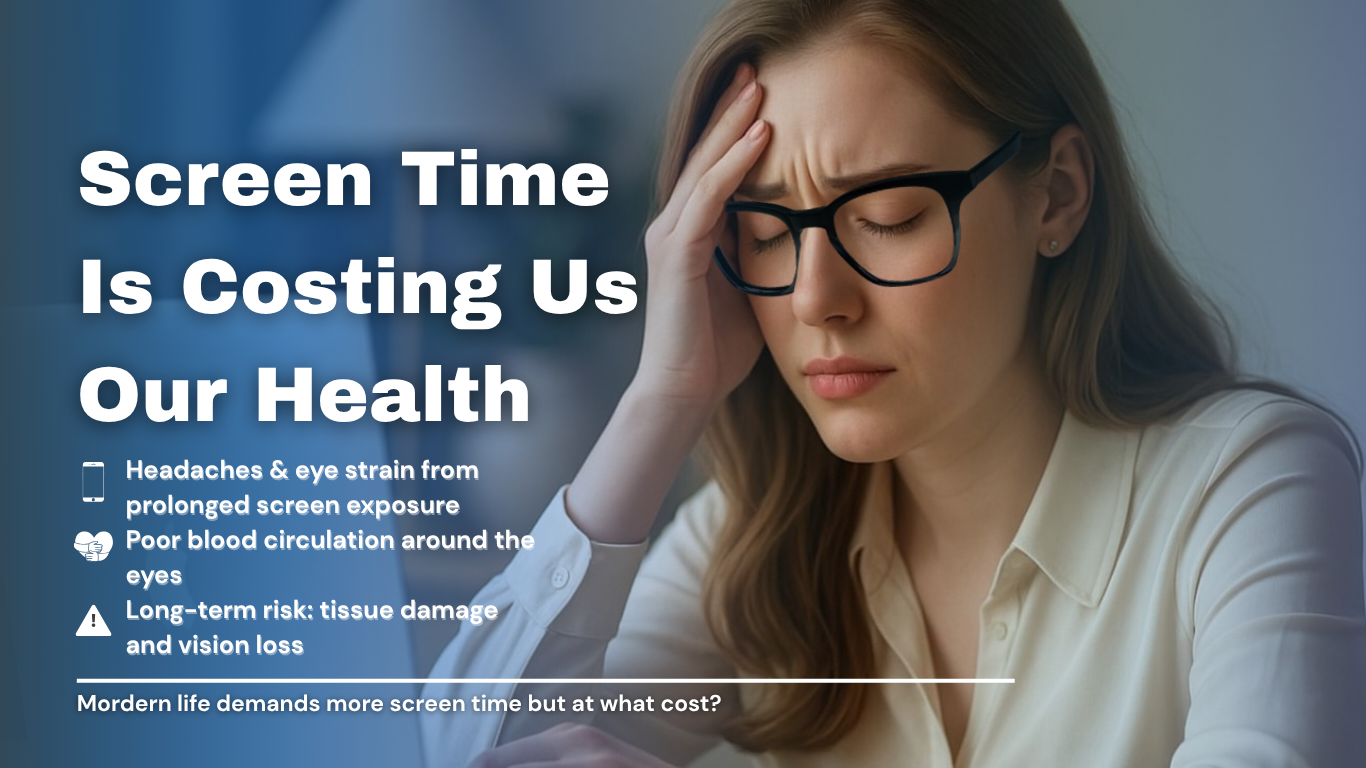 Screen Time
Is Costing Us
Our Health
Headaches & eye strain from
prolonged screen exposure
Poor blood circulation around the
eyes
Long-term risk: tissue damage
and vision loss
Mordern life demands more screen time but at what cost?